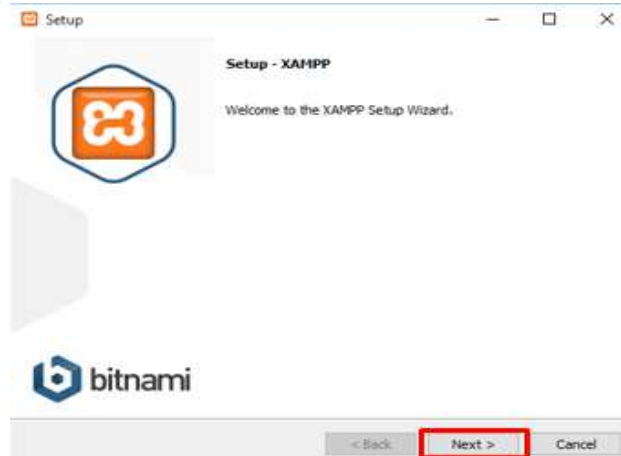 Setup
Setup - XAMPP
Welcome to the XAMPP Setup Wizard.
bitnami
< Back
Next >
Cancel